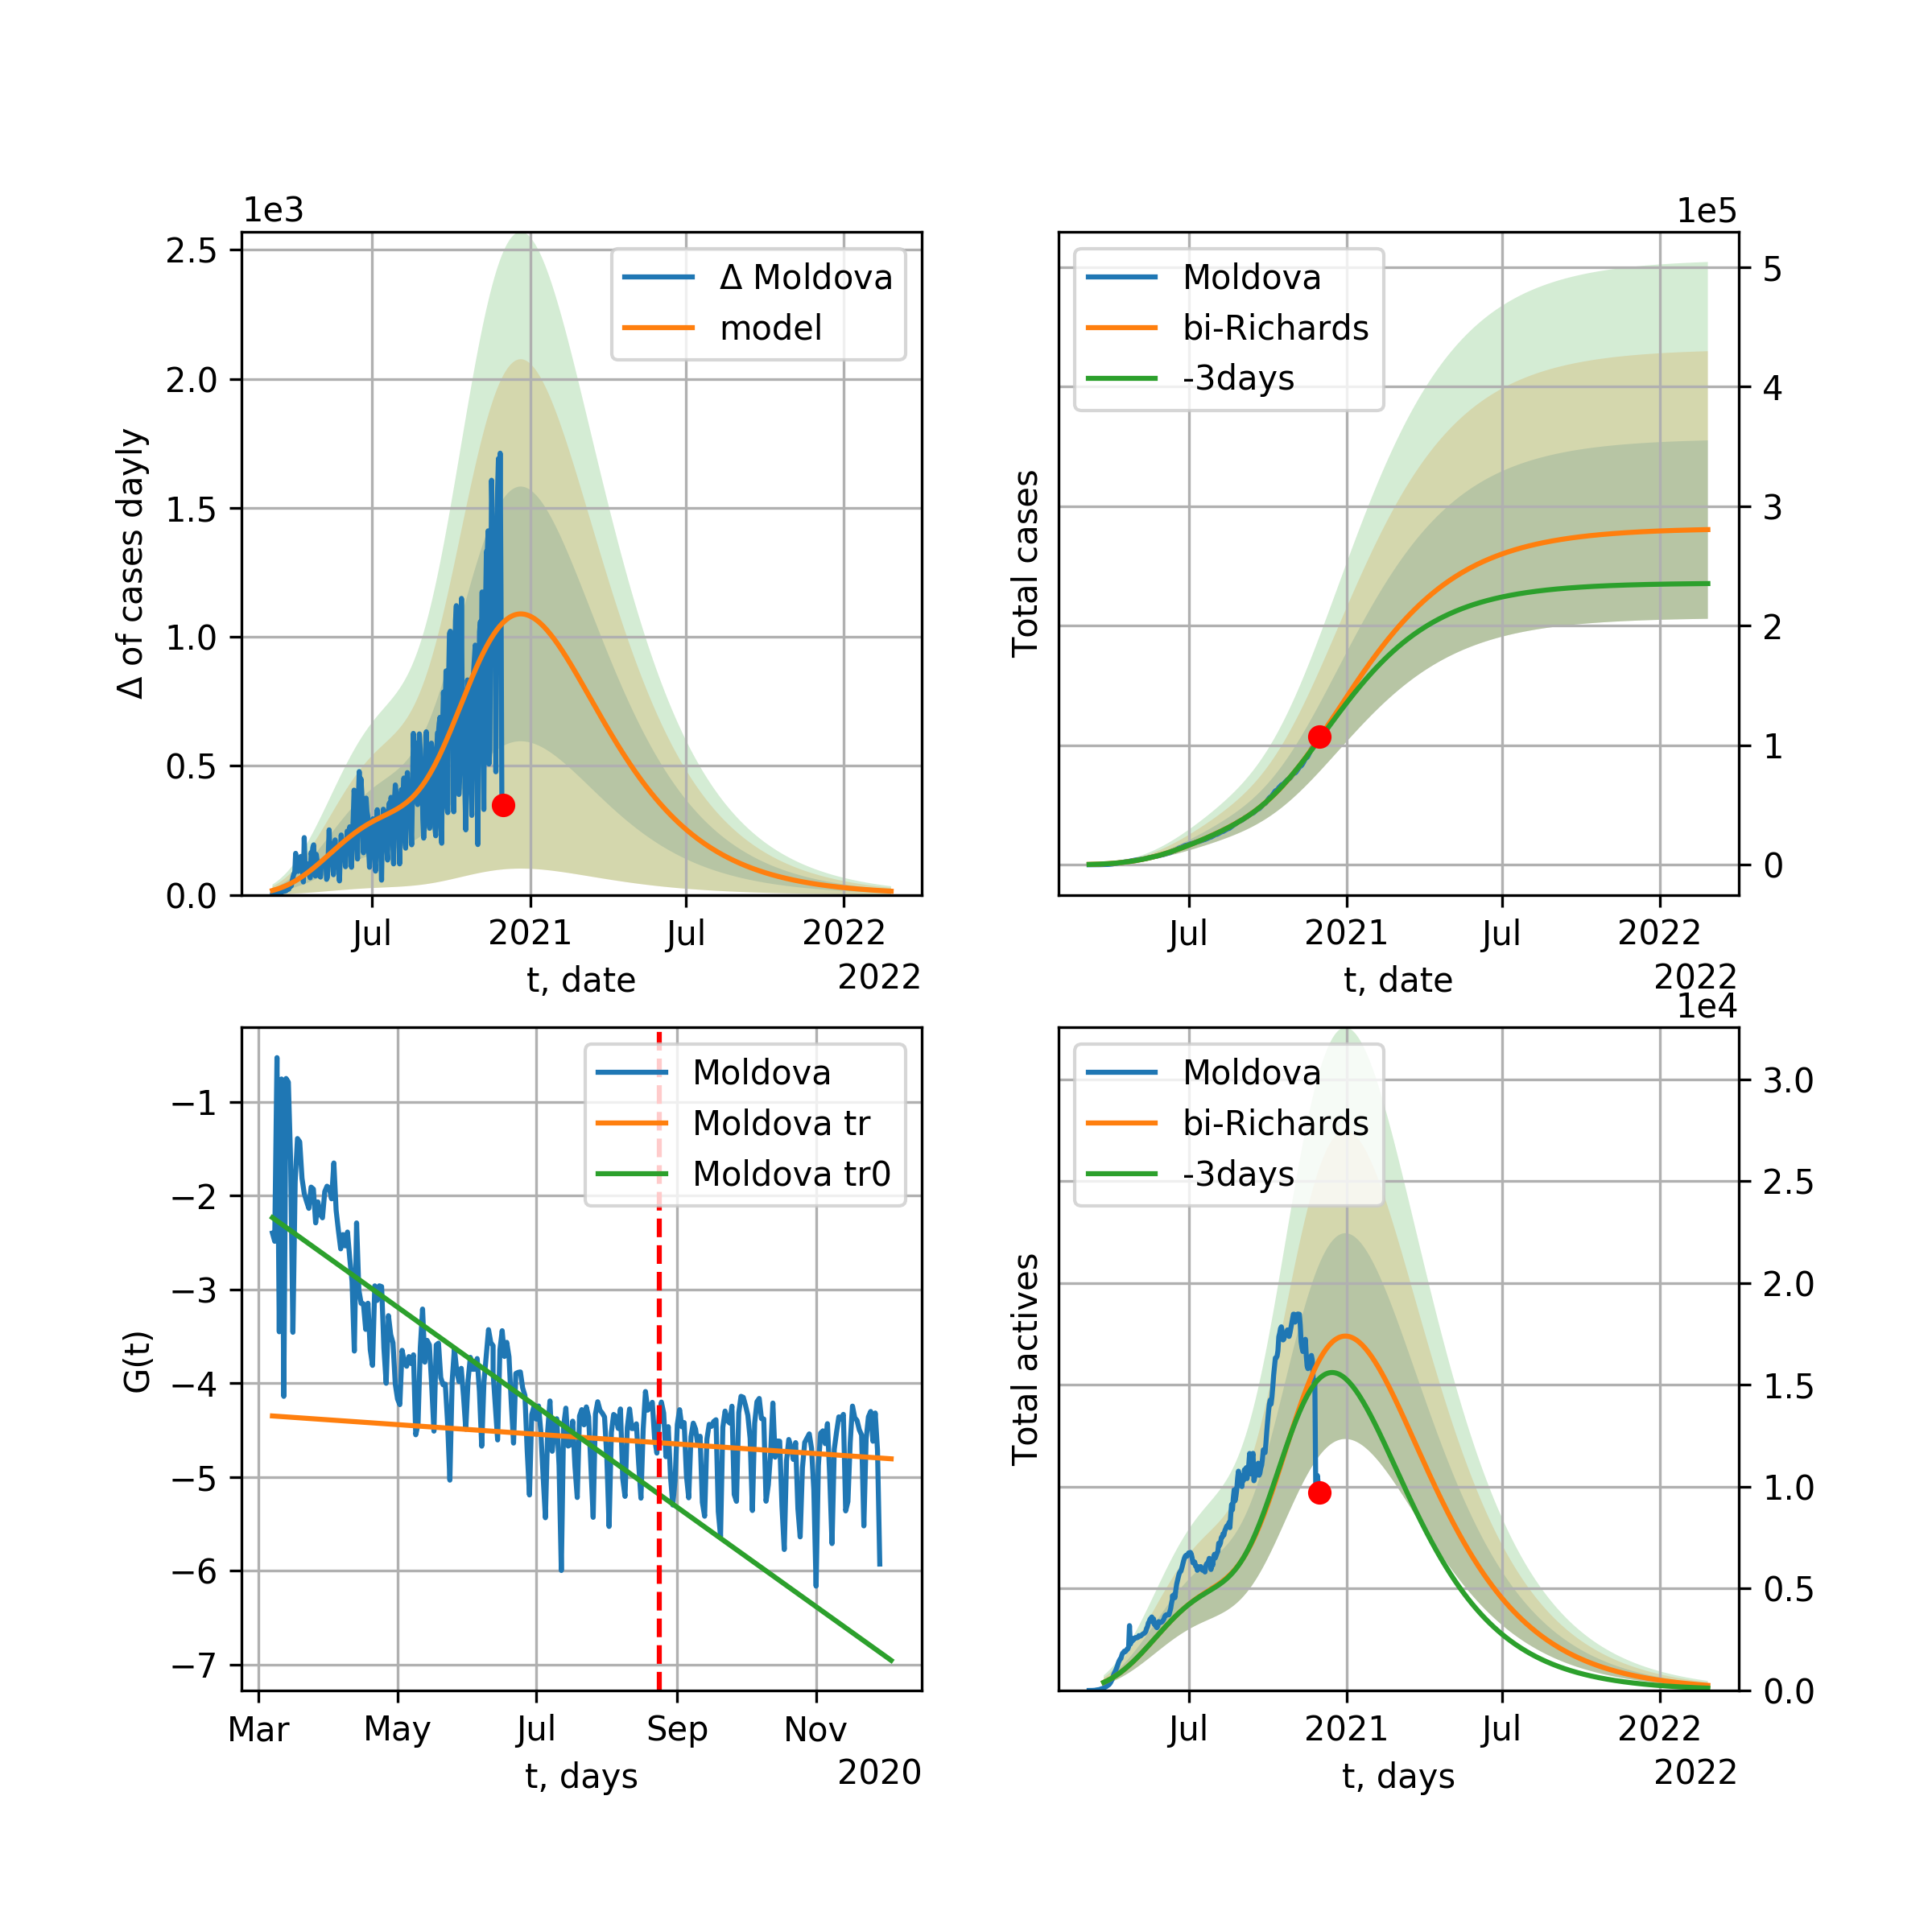 1e3
2.5
2.0
1.5
1.0
0.5
0.0
Δ of cases dayly
Δ Moldova
model
Jul
2021
Jul
2022
t, date
2022
1e5
Total cases
Moldova
bi-Richards
-3days
5
4
3
2
1
0
Jul
2021
Jul
2022
t, date
2022
−1
−2
−3
−4
−5
−6
−7
G(t)
Moldova
Moldova tr
Moldova tr0
Mar
May
Jul
Sep
Nov
t, days
2020
1e4
Total actives
Moldova
bi-Richards
-3days
3.0
2.5
2.0
1.5
1.0
0.5
0.0
Jul
2021
Jul
2022
t, days
2022